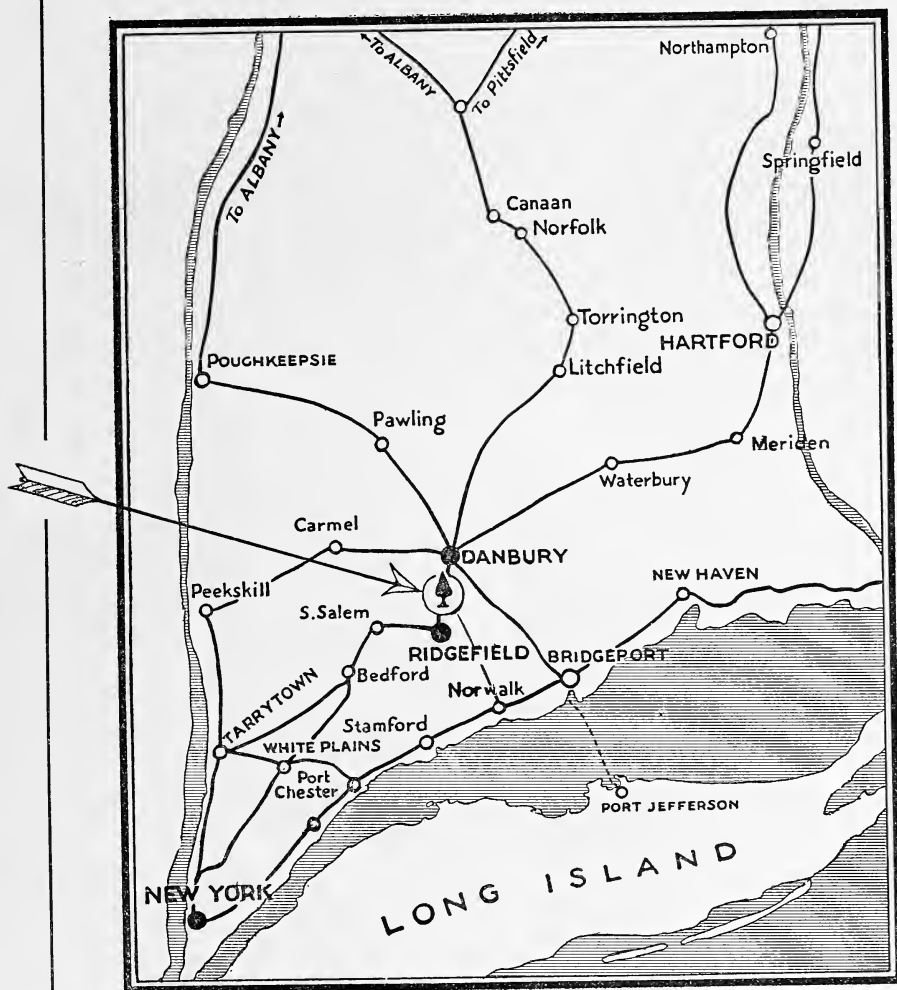 ←To ALBANY
To Pittsfield→
Northampton
To ALBANY→
Springfield
Canaan
Norfolk
Torrington
HARTFORD
POUGHKEEPSIE
Litchfield
Pawling
Meriden
Waterbury
Carmel
DANBURY
Peekskill
NEW HAVEN
S. Salem
RIDGEFIELD
BRIDGEPORT
Bedford
Norwalk
TARRYTOWN
Stamford
WHITE PLAINS
Port
Chester
PORT JEFFERSON
LONG ISLAND
NEW YORK